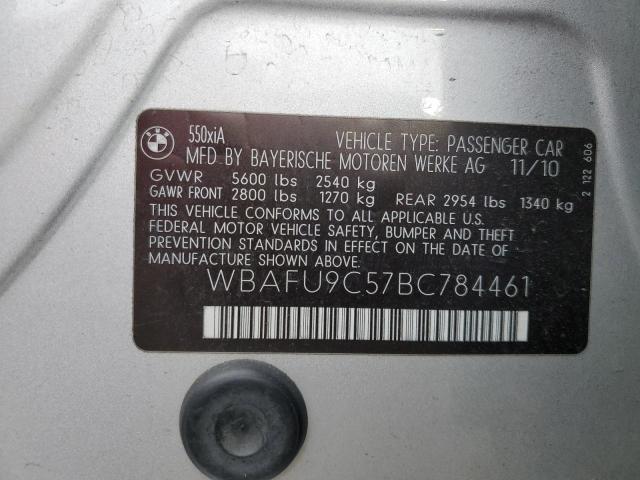 BMW
550xiA
VEHICLE TYPE: PASSENGER CAR
MFD BY BAYERISCHE MOTOREN WERKE AG 11/10
GVWR 5600 lbs 2540 kg
GAWR FRONT 2800 lbs 1270 kg REAR 2954 lbs 1340 kg
THIS VEHICLE CONFORMS TO ALL APPLICABLE U.S.
FEDERAL MOTOR VEHICLE SAFETY, BUMPER AND THEFT
PREVENTION STANDARDS IN EFFECT ON THE DATE OF
MANUFACTURE SHOWN ABOVE.
WBAFU9C57BC784461
2 122 606